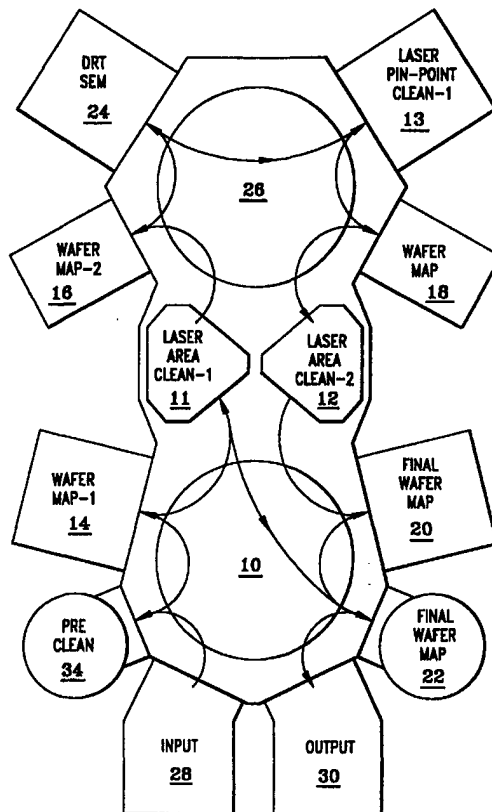 DRT
SEM
24
LASER
PIN-POINT
CLEAN-1
13
26
WAFER
MAP-2
16
WAFER
MAP
18
LASER
AREA
CLEAN-1
11
LASER
AREA
CLEAN-2
12
WAFER
MAP-1
14
FINAL
WAFER
MAP
20
10
PRE
CLEAN
34
FINAL
WAFER
MAP
22
INPUT
28
OUTPUT
30